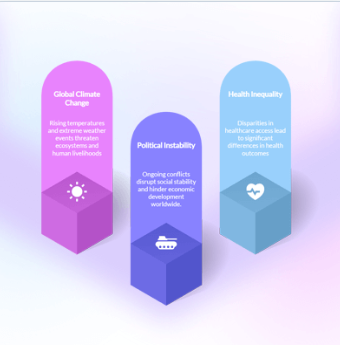 Global Climate
Change
Rising temperatures
and extreme weather
events threaten
ecosystems and
human livelihoods
Political Instability
Ongoing conflicts
disrupt social stability
and hinder economic
development
worldwide.
Health Inequality
Disparities in
healthcare access lead
to significant
differences in health
outcomes